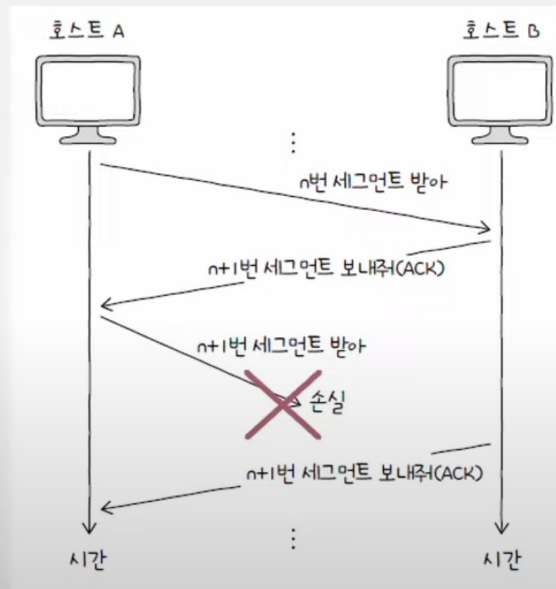 호스트 A
호스트 B
⋮
n번 세그먼트 받아
n+1번 세그먼트 보내줘(ACK)
n+1번 세그먼트 받아
손실
n+1번 세그먼트 보내줘(ACK)
⋮
시간
시간